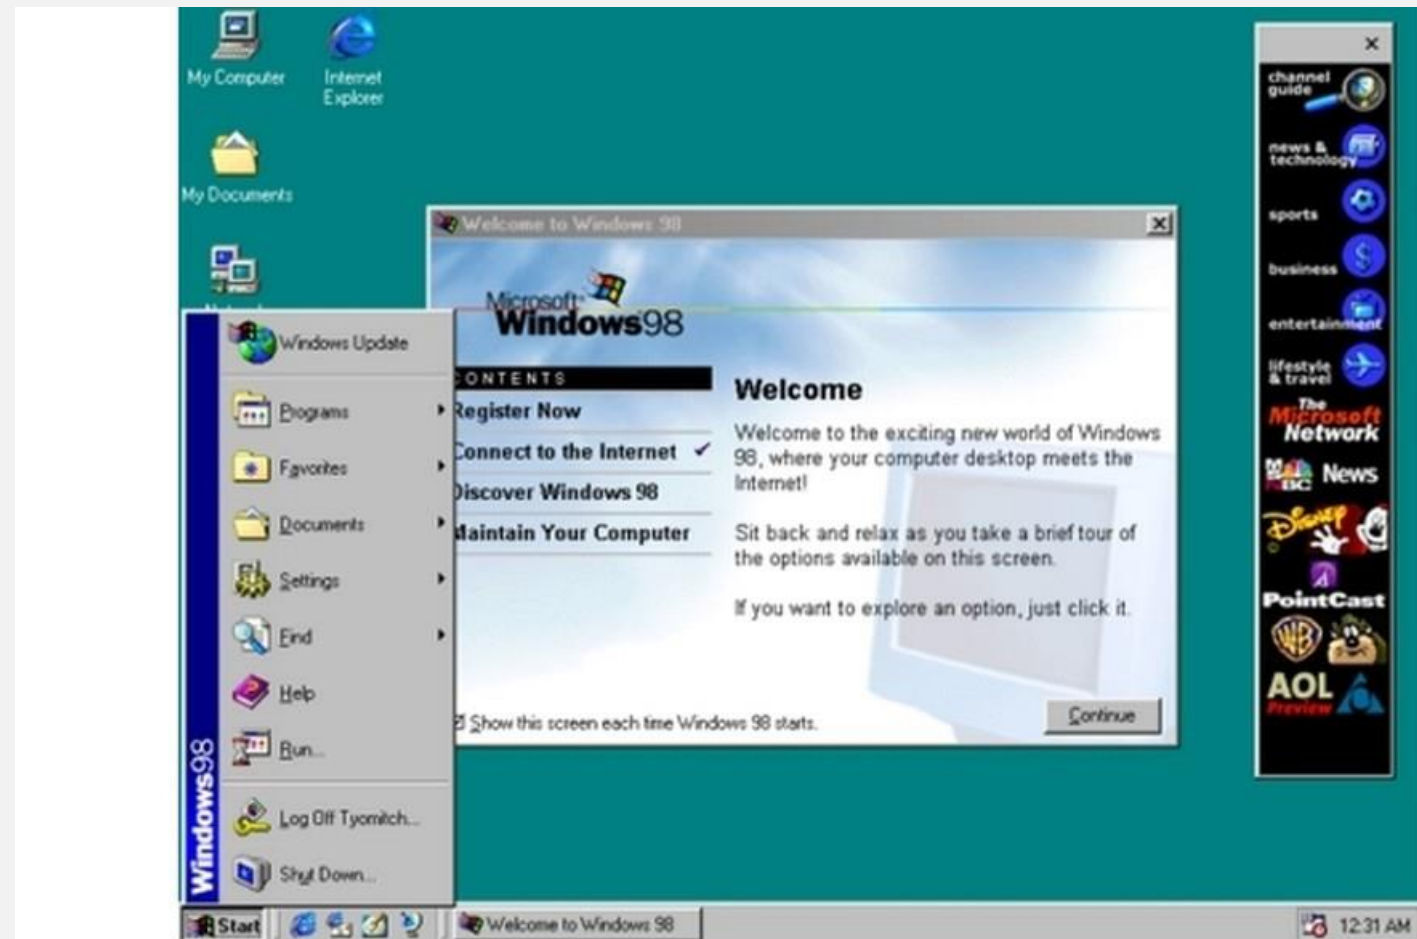 My Computer
Internet
Explorer
My Documents
Welcome to Windows 98
Microsoft
Windows 98
CONTENTS
Register Now
Connect to the Internet
Discover Windows 98
Maintain Your Computer
Welcome
Welcome to the exciting new world of Windows
98, where your computer desktop meets the
Internet!
Sit back and relax as you take a brief tour of
the options available on this screen.
If you want to explore an option, just click it.
Show this screen each time Windows 98 starts.
Continue
Windows Update
Programs
Favorites
Documents
Settings
Find
Help
Run...
Log Off Tyomitch...
Shut Down...
Windows98
channel
guide
news &
technology
sports
business
entertainment
lifestyle
& travel
The
Microsoft
Network
MSNBC News
Disney
PointCast
WB
AOL
Preview
Start
Welcome to Windows 98
12:31 AM